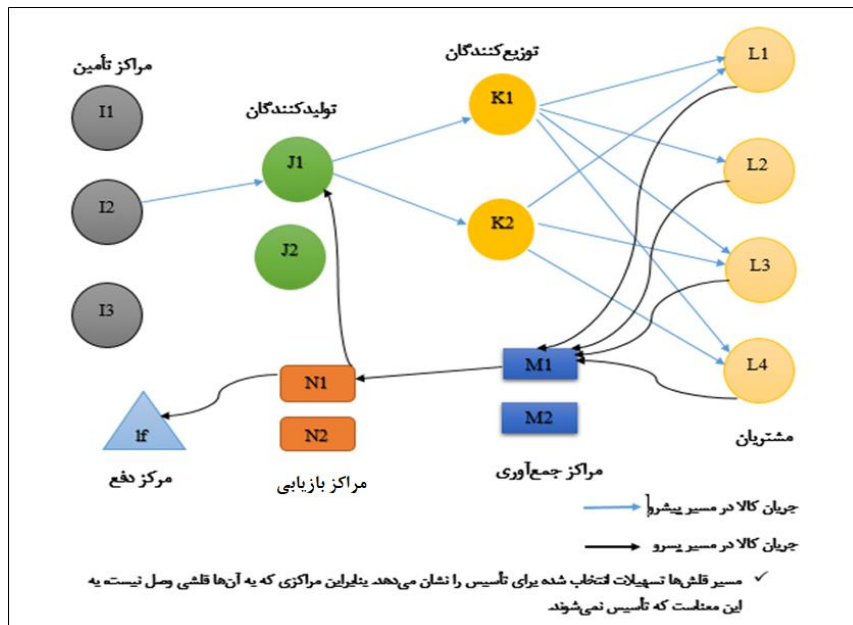 توزیع‌کنندگان
مراکز تأمین
تولیدکنندگان
L1
K1
I1
J1
L2
I2
K2
J2
L3
I3
M1
L4
N1
lf
N2
M2
مشتریان
مراکز جمع‌آوری
مراکز بازیابی
مرکز دفع
جریان کالا در مسیر پیشرو
جریان کالا در مسیر پسرو
✓ مسیر فلش‌ها تسهیلات انتخاب شده برای تأسیس را نشان می‌دهد. بنابراین مراکزی که به آن‌ها فلشی وصل نیست، به
این معناست که تأسیس نمی‌شوند.